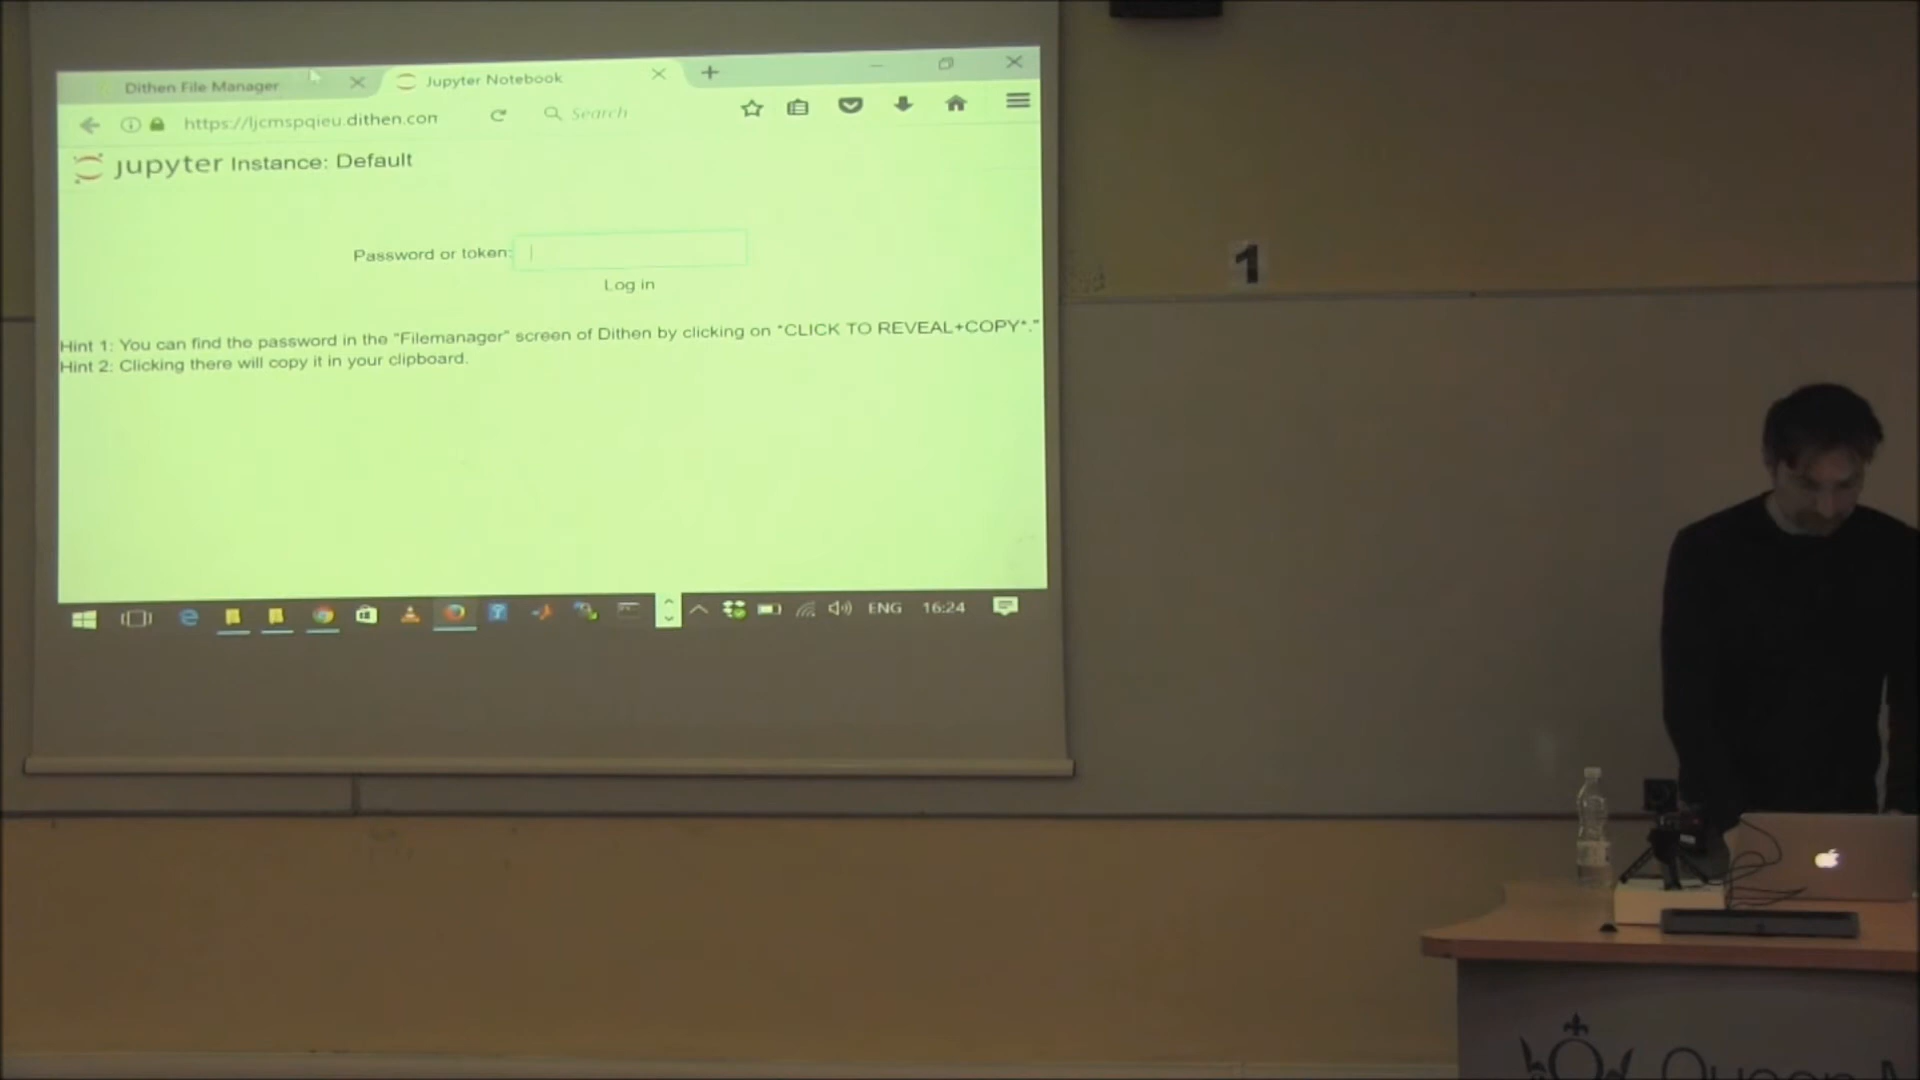 Dithen File Manager
Jupyter Notebook
https://ljcmspqieu.dithen.con
Search
jupyter Instance: Default
Password or token:
Log in
Hint 1: You can find the password in the "Filemanager" screen of Dithen by clicking on "CLICK TO REVEAL+COPY"."
Hint 2: Clicking there will copy it in your clipboard.
ENG 16:24
1
Queen M